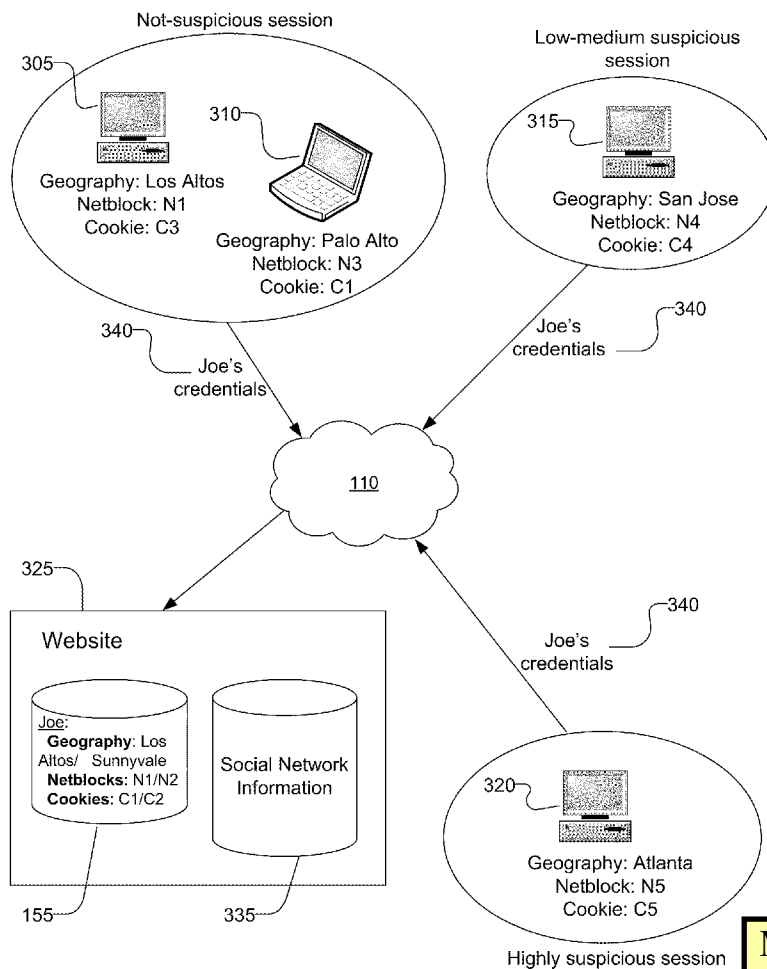 Not-suspicious session
Low-medium suspicious
session
305
310
315
Geography: Los Altos
Netblock: N1
Cookie: C3
Geography: Palo Alto
Netblock: N3
Cookie: C1
Geography: San Jose
Netblock: N4
Cookie: C4
340
Joe's
credentials
Joe's
credentials
340
110
325
Website
Joe:
Geography: Los
Altos/ Sunnyvale
Netblocks: N1/N2
Cookies: C1/C2
Social Network
Information
155
335
Joe's
credentials
340
320
Geography: Atlanta
Netblock: N5
Cookie: C5
Highly suspicious session